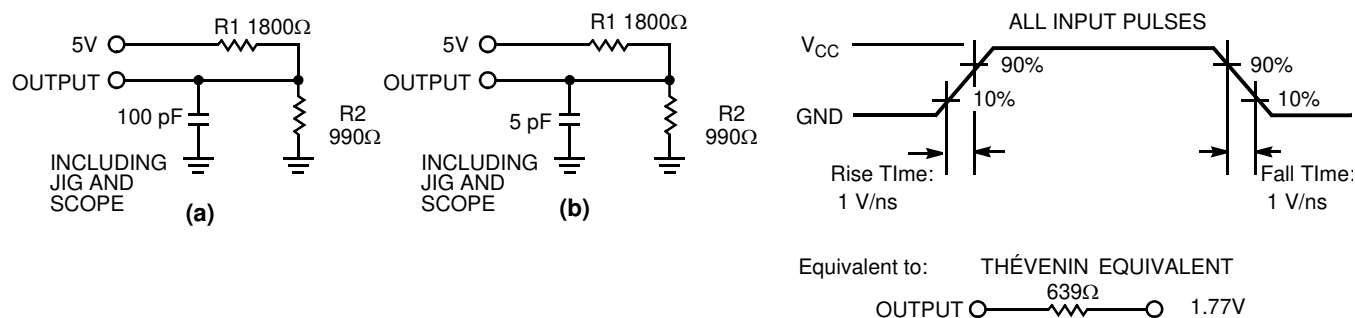 R1 1800Ω
5V
OUTPUT
100 pF
R2
990Ω
INCLUDING
JIG AND
SCOPE
(a)
R1 1800Ω
5V
OUTPUT
5 pF
R2
990Ω
INCLUDING
JIG AND
SCOPE
(b)
ALL INPUT PULSES
VCC
90%
10%
GND
90%
10%
Rise TIme:
1 V/ns
Fall TIme:
1 V/ns
Equivalent to: THÉVENIN EQUIVALENT
639Ω
OUTPUT
1.77V